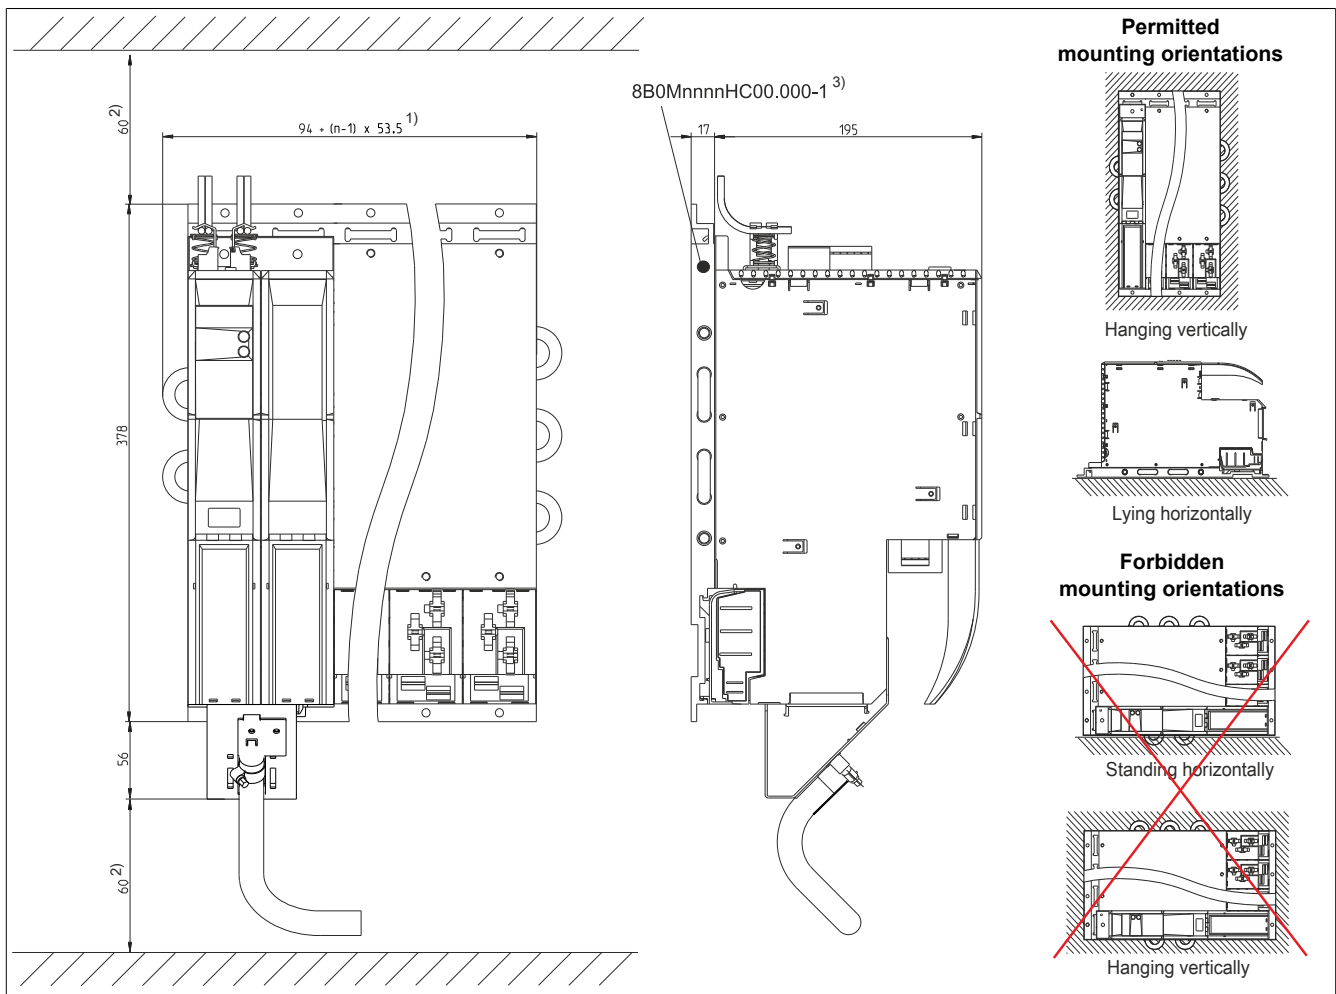 60 2)
94 + (n-1) x 53,5 1)
378
56
60 2)
8B0MnnnnHC00.000-1 3)
17
195
Permitted
mounting orientations
Hanging vertically
Lying horizontally
Forbidden
mounting orientations
Standing horizontally
Hanging vertically